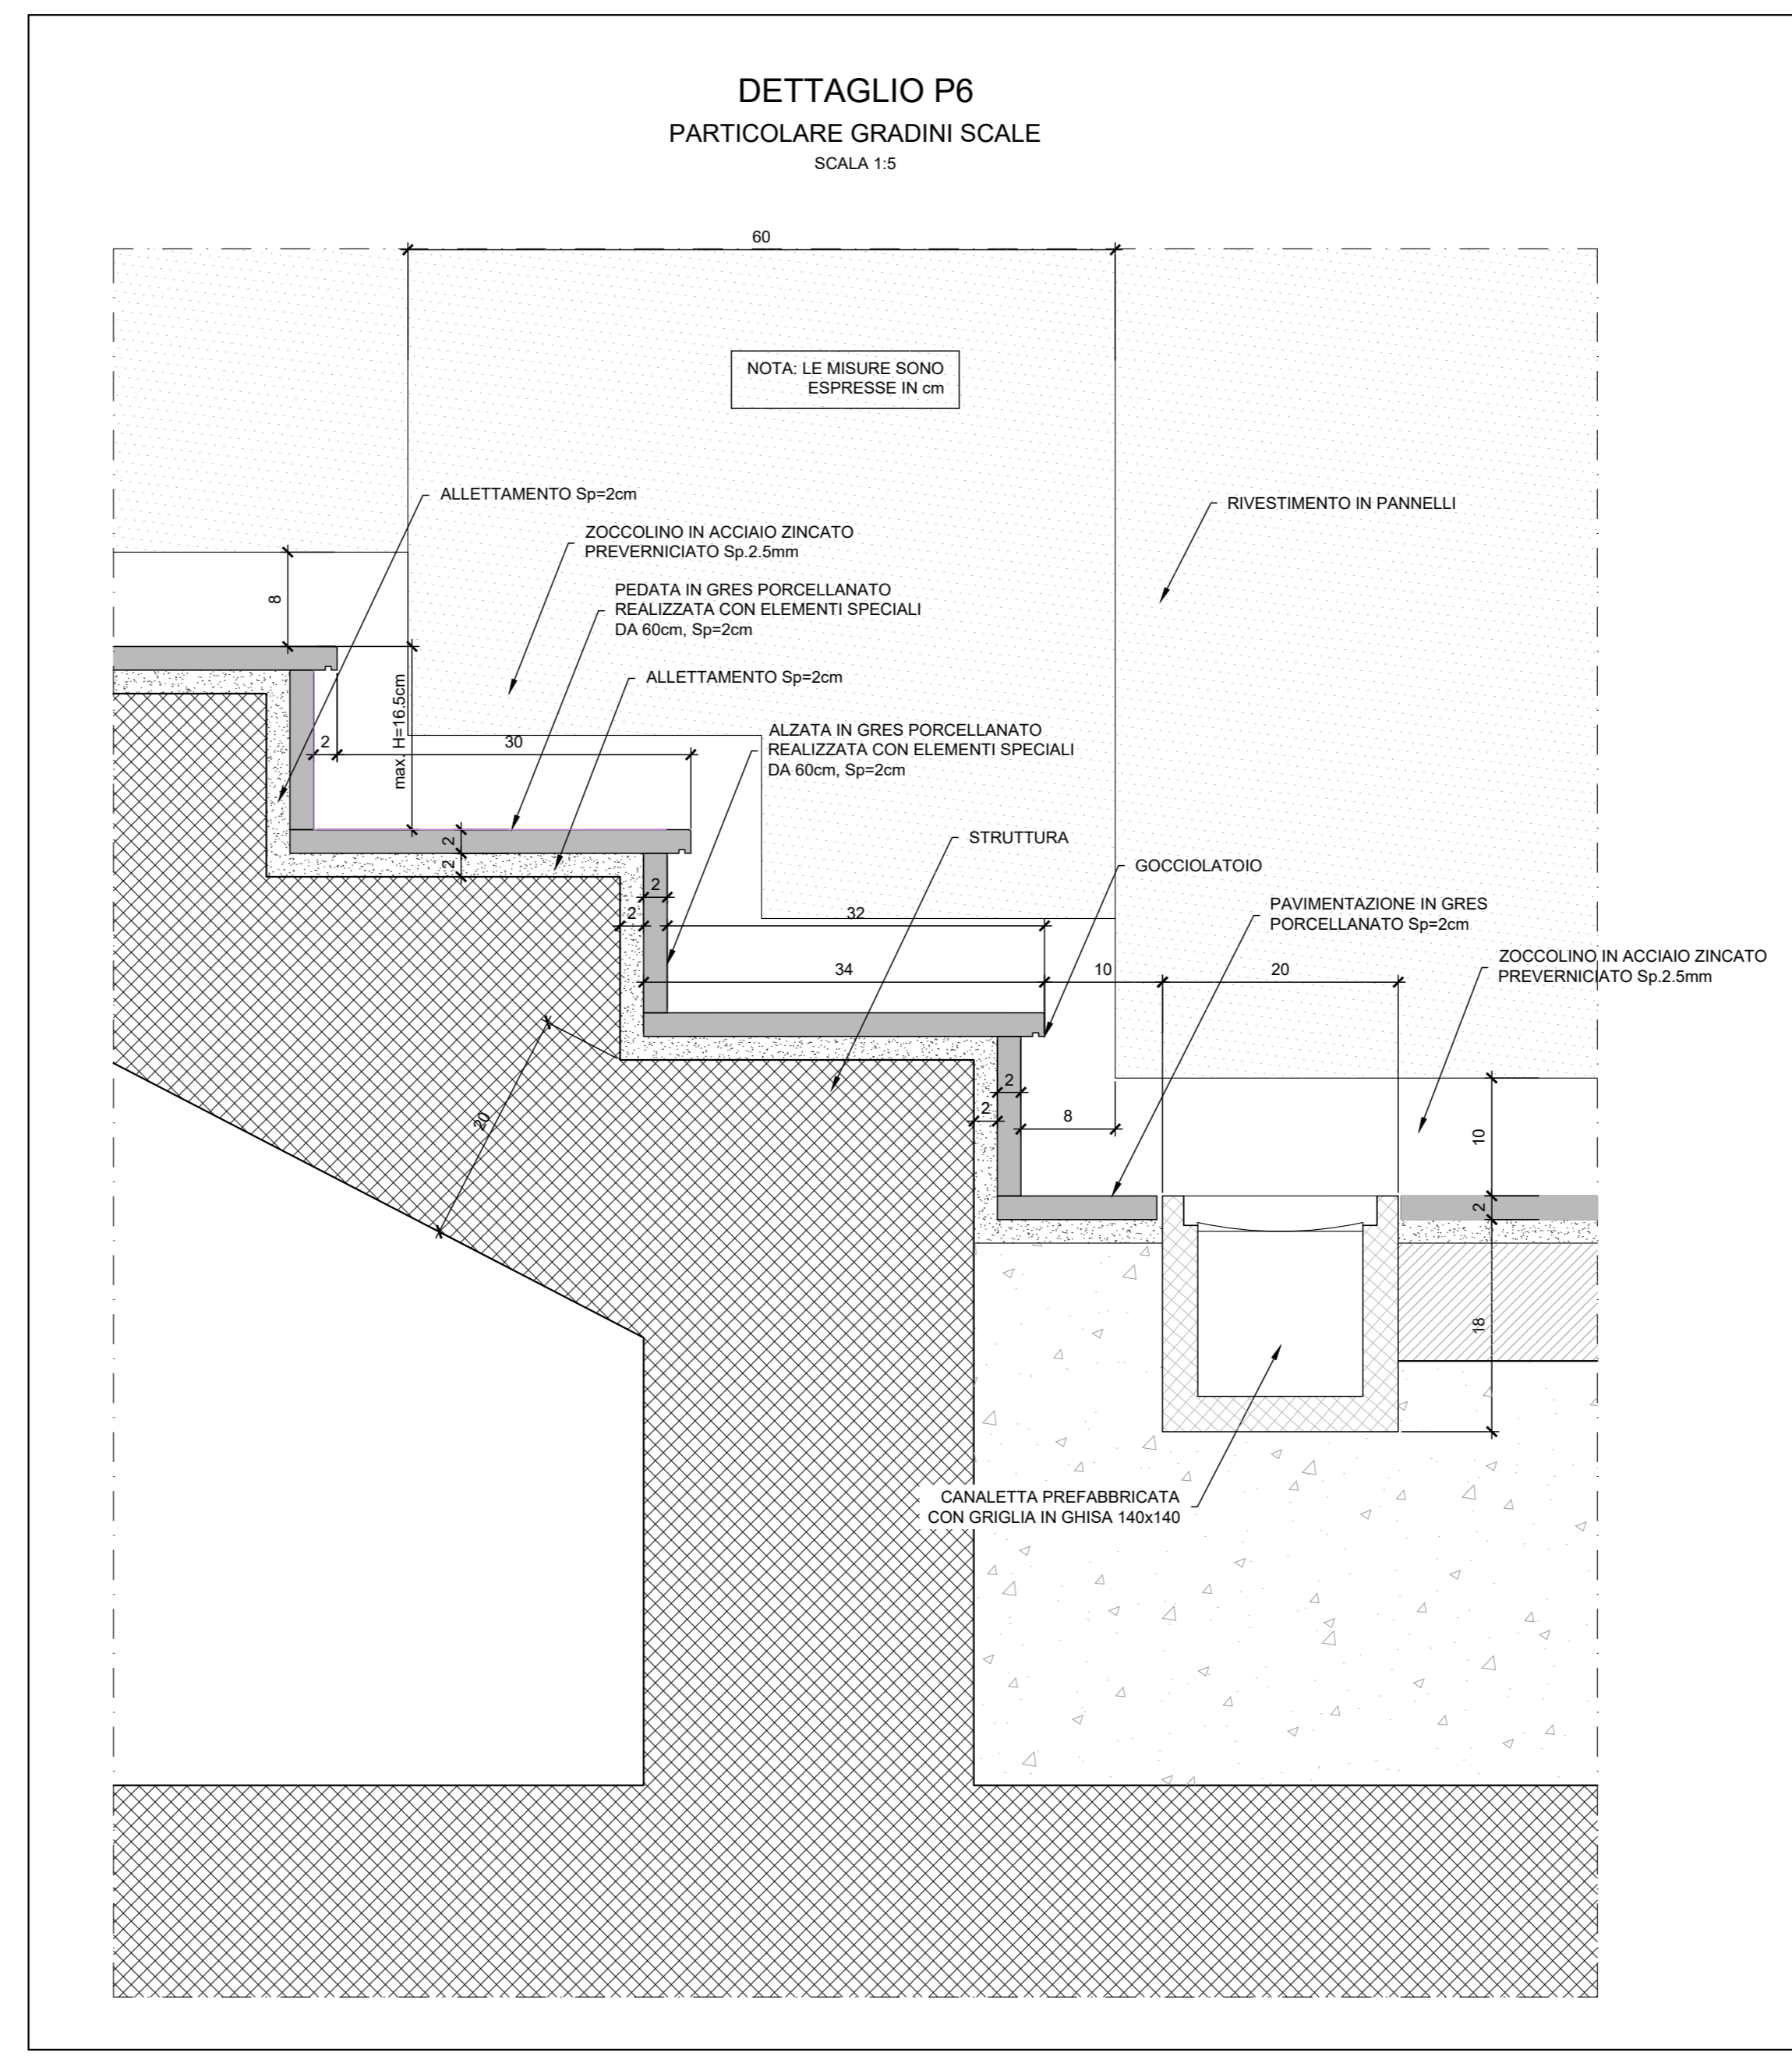 DETTAGLIO P6
PARTICOLARE GRADINI SCALE
SCALA 1:5
60
NOTA: LE MISURE SONO
ESPRESSE IN cm
ALLETTAMENTO Sp=2cm
RIVESTIMENTO IN PANNELLI
ZOCCOLINO IN ACCIAIO ZINCATO
PREVERNICIATO Sp.2.5mm
8
PEDATA IN GRES PORCELLANATO
REALIZZATA CON ELEMENTI SPECIALI
DA 60cm, Sp=2cm
ALLETTAMENTO Sp=2cm
max. H=16.5cm
ALZATA IN GRES PORCELLANATO
REALIZZATA CON ELEMENTI SPECIALI
DA 60cm, Sp=2cm
2
30
2
2
STRUTTURA
GOCCIOLATOIO
2
2
32
PAVIMENTAZIONE IN GRES
PORCELLANATO Sp=2cm
ZOCCOLINO IN ACCIAIO ZINCATO
PREVERNICIATO Sp.2.5mm
34
10
20
2
2
8
20
10
2
18
CANALETTA PREFABBRICATA
CON GRIGLIA IN GHISA 140x140